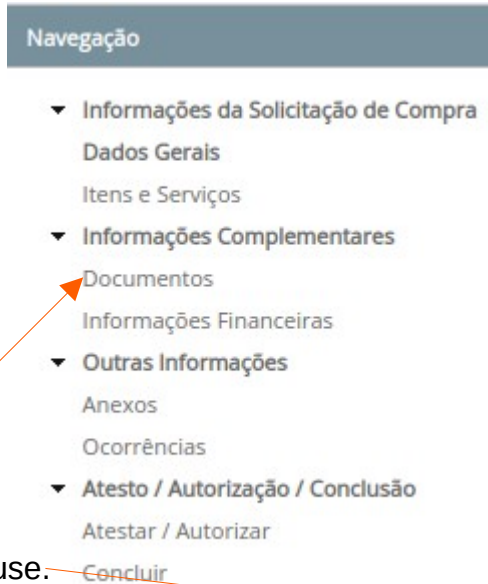 Navegação
Informações da Solicitação de Compra
Dados Gerais
Itens e Serviços
Informações Complementares
Documentos
Informações Financeiras
Outras Informações
Anexos
Ocorrências
Atesto / Autorização / Conclusão
Atestar / Autorizar
use.
Concluir